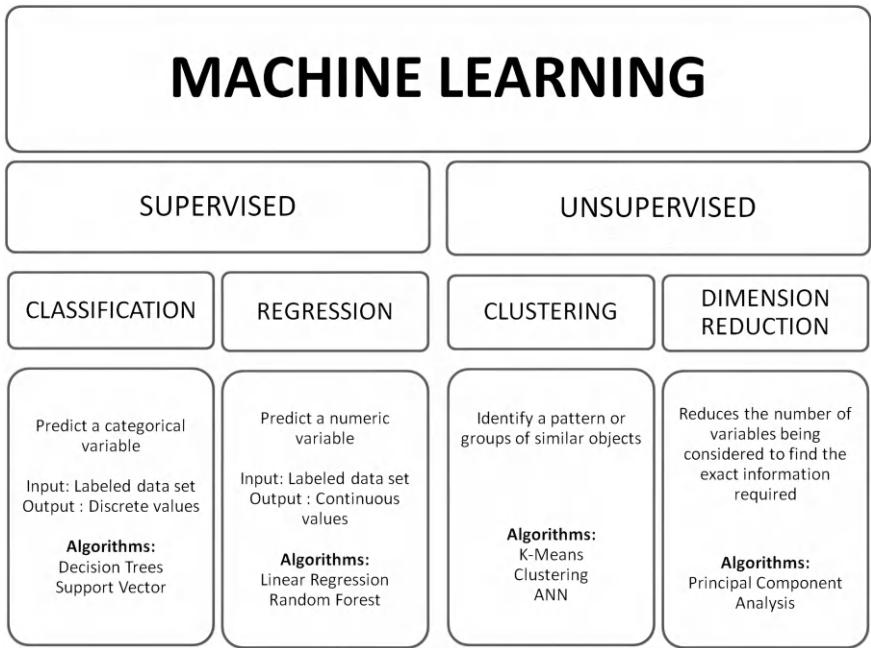 MACHINE LEARNING
SUPERVISED
UNSUPERVISED
CLASSIFICATION
REGRESSION
CLUSTERING
DIMENSION
REDUCTION
Predict a categorical
variable
Input: Labeled data set
Output : Discrete values
Algorithms:
Decision Trees
Support Vector
Predict a numeric
variable
Input: Labeled data set
Output : Continuous
values
Algorithms:
Linear Regression
Random Forest
Identify a pattern or
groups of similar objects
Algorithms:
K-Means
Clustering
ANN
Reduces the number of
variables being
considered to find the
exact information
required
Algorithms:
Principal Component
Analysis